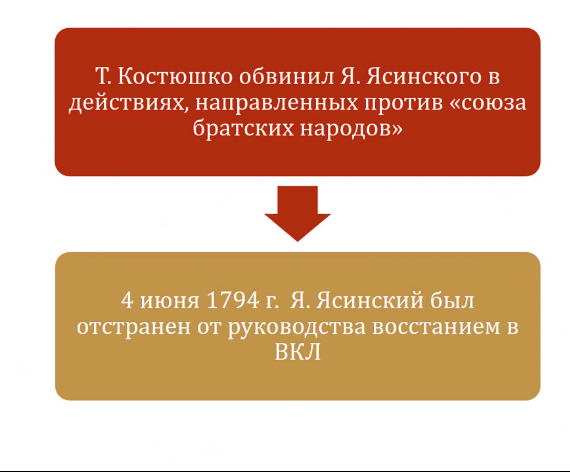 Т. Костюшко обвинил Я. Ясинского в
действиях, направленных против «союза
братских народов»
4 июня 1794 г.  Я. Ясинский был
отстранен от руководства восстанием в
ВКЛ